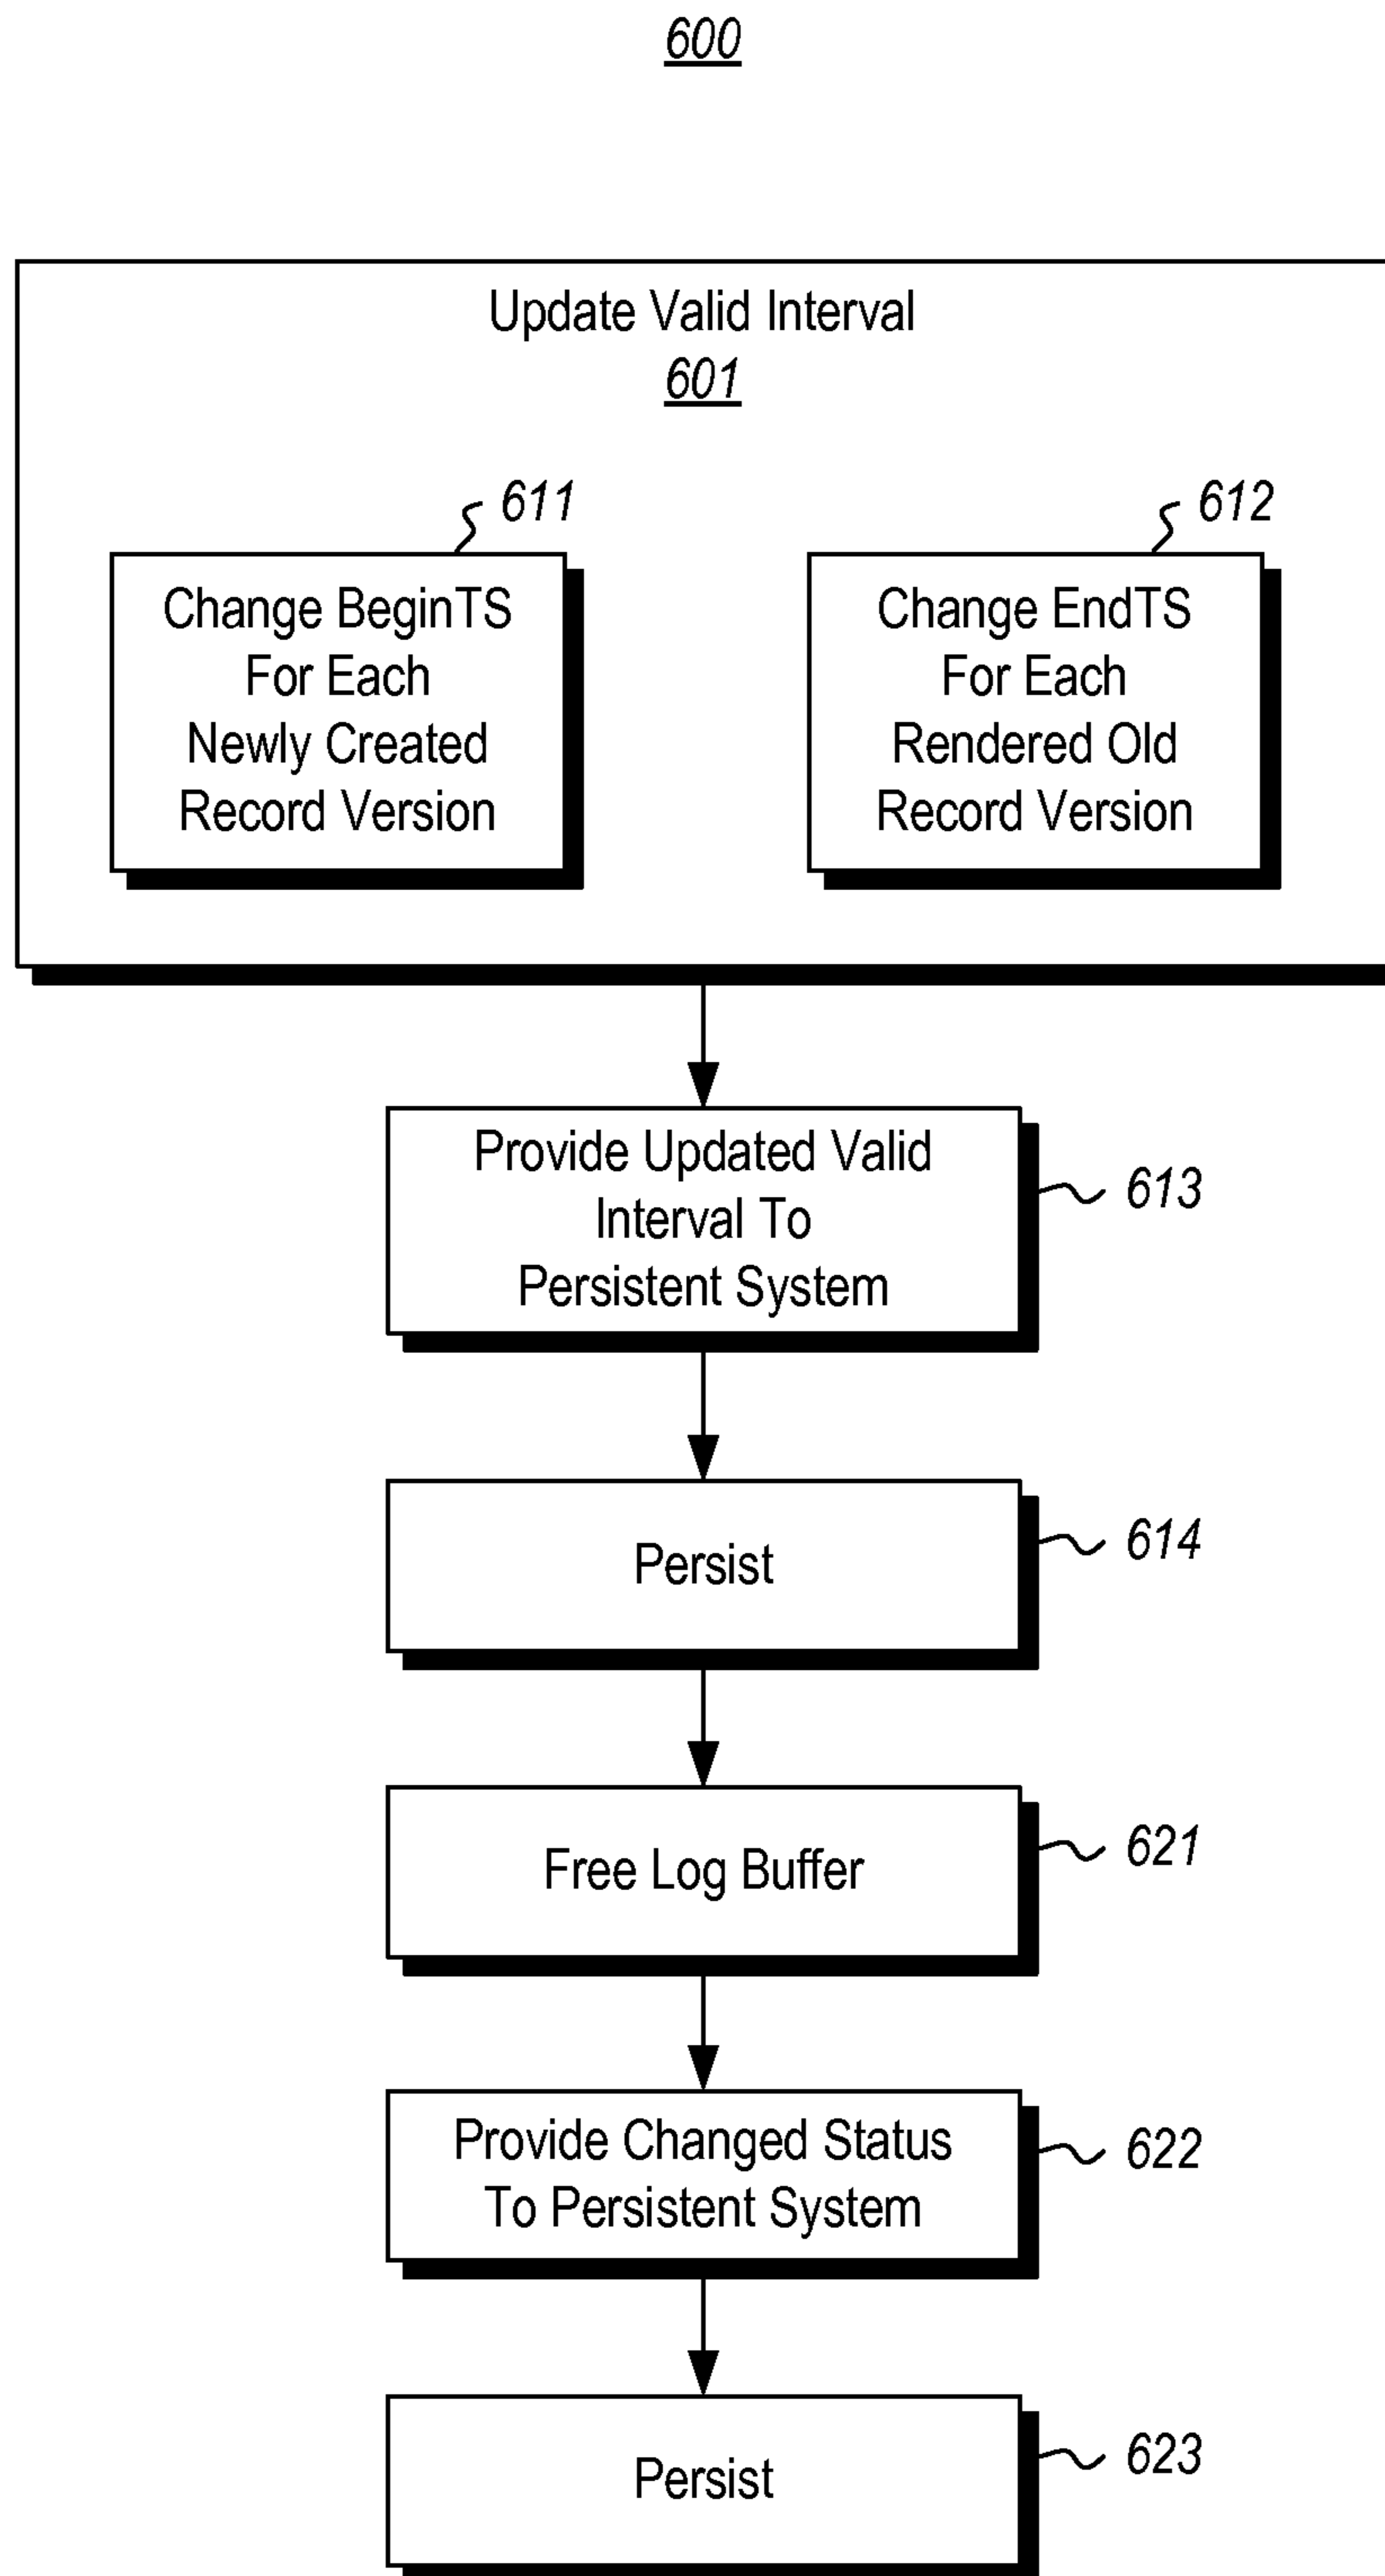 600
Update Valid Interval
601
611
Change BeginTS
For Each
Newly Created
Record Version
612
Change EndTS
For Each
Rendered Old
Record Version
Provide Updated Valid
Interval To
Persistent System
613
Persist
614
Free Log Buffer
621
Provide Changed Status
To Persistent System
622
Persist
623